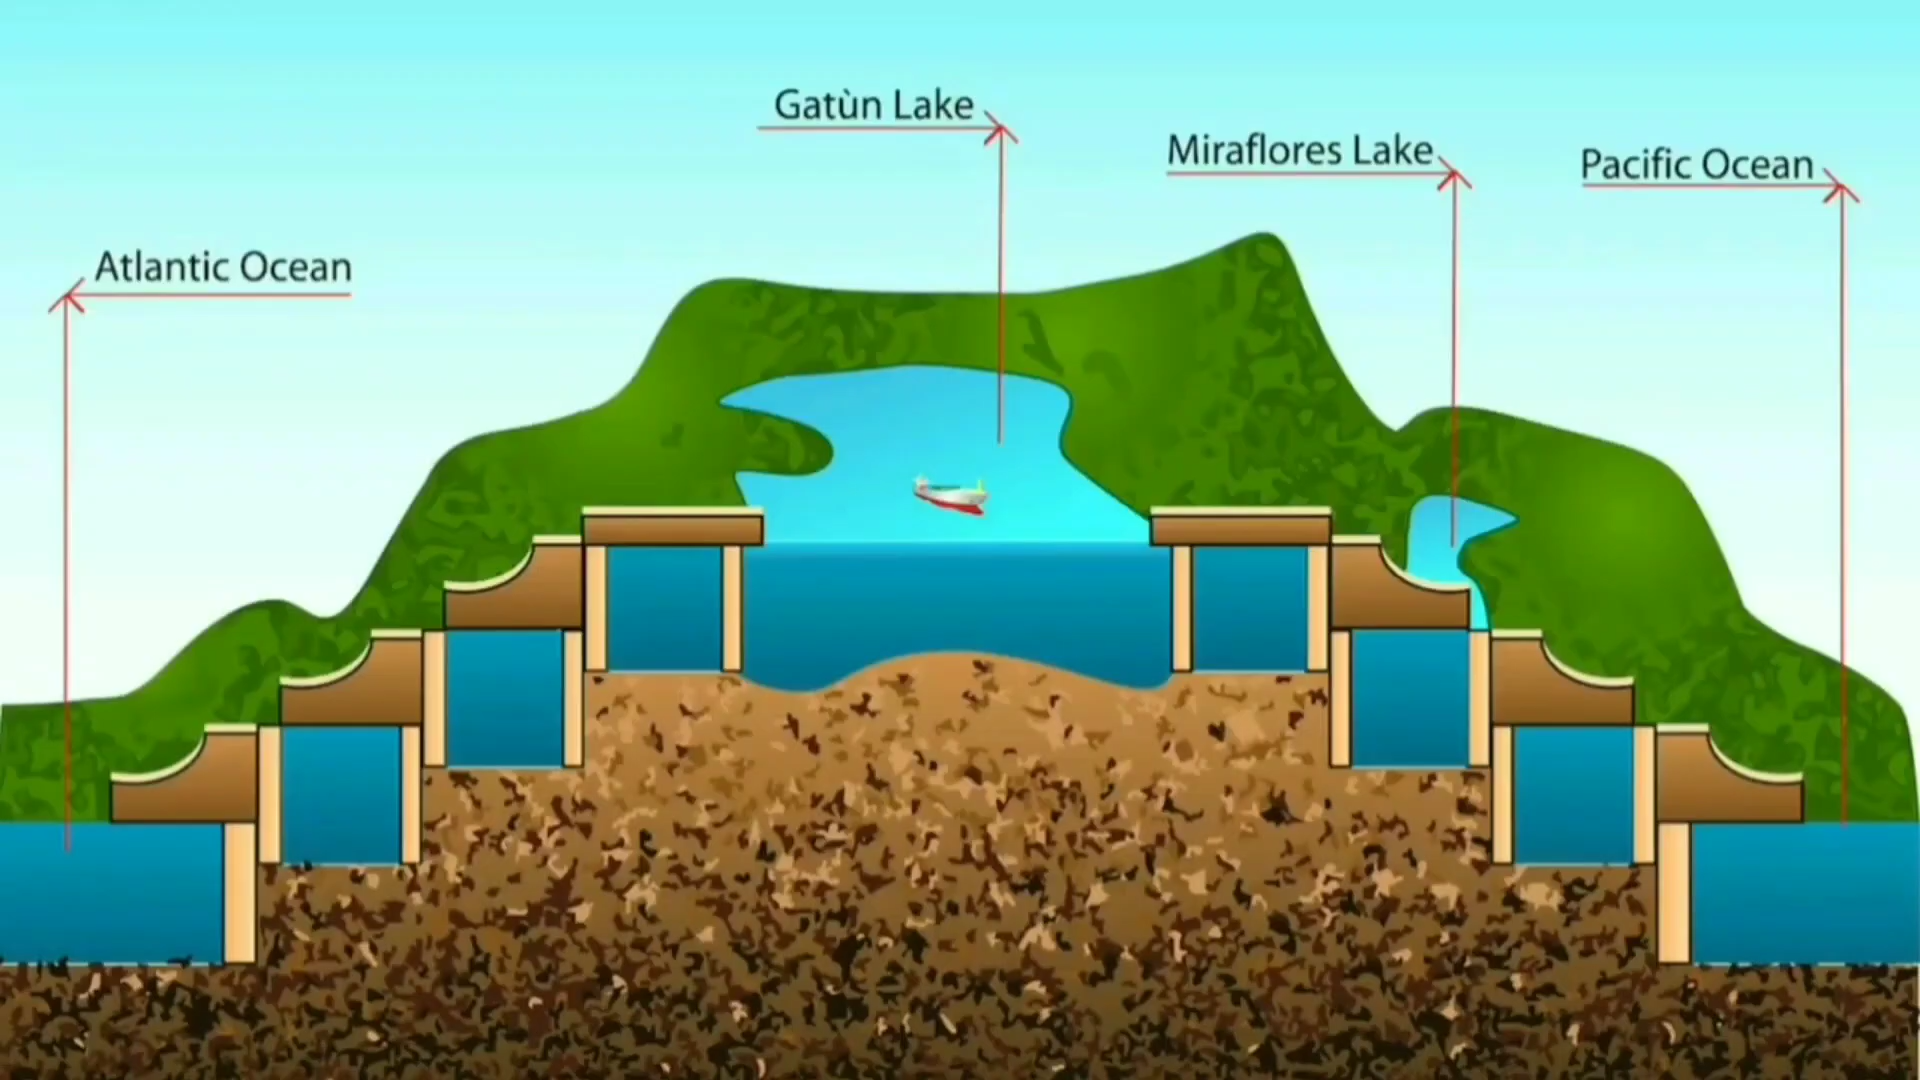 Gatùn Lake
Miraflores Lake
Pacific Ocean
Atlantic Ocean